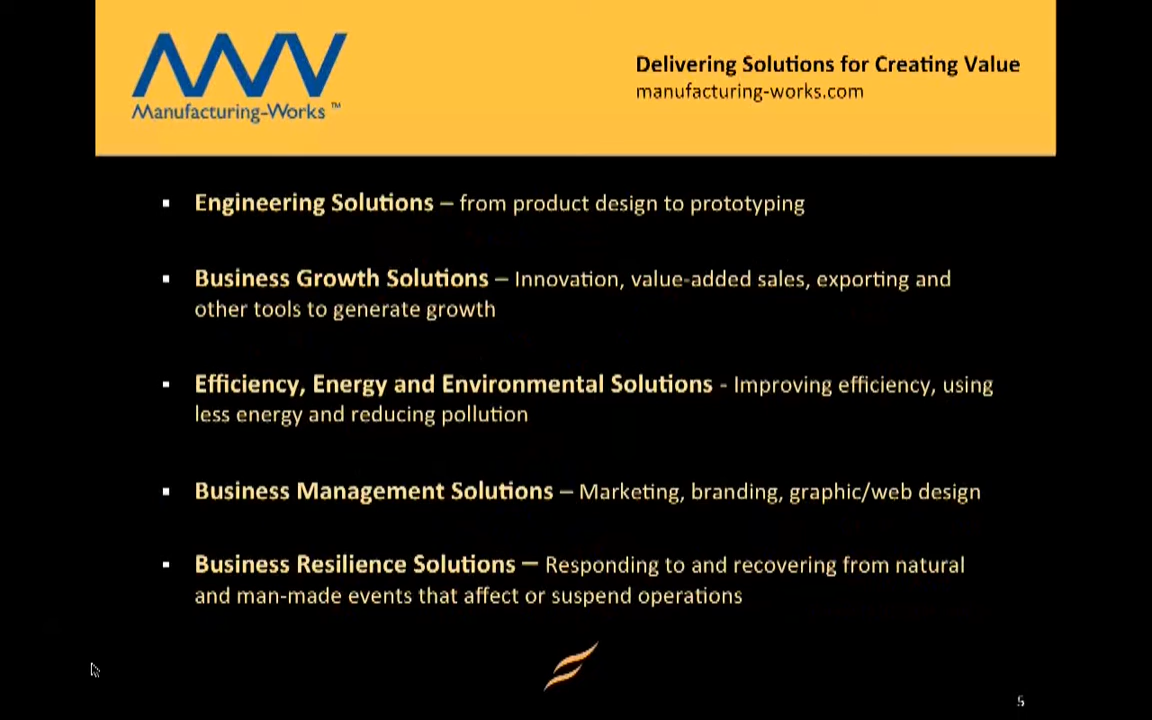 Manufacturing-Works™
Delivering Solutions for Creating Value
manufacturing-works.com
▪ Engineering Solutions – from product design to prototyping
▪ Business Growth Solutions – Innovation, value-added sales, exporting and
other tools to generate growth
▪ Efficiency, Energy and Environmental Solutions - Improving efficiency, using
less energy and reducing pollution
▪ Business Management Solutions – Marketing, branding, graphic/web design
▪ Business Resilience Solutions – Responding to and recovering from natural
and man-made events that affect or suspend operations
5